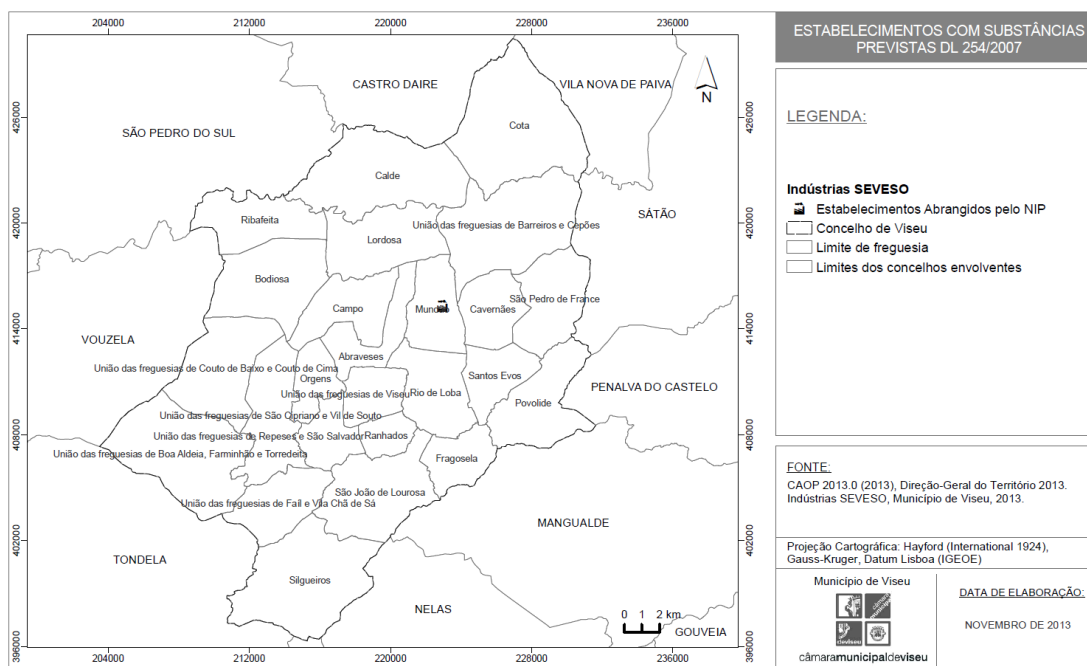 204000
212000
220000
228000
236000
ESTABELECIMENTOS COM SUBSTÂNCIAS
PREVISTAS DL 254/2007
CASTRO DAIRE
VILA NOVA DE PAIVA
N
426000
426000
Cota
SÃO PEDRO DO SUL
LEGENDA:
Calde
Indústrias SEVESO
Estabelecimentos Abrangidos pelo NIP
Concelho de Viseu
Limite de freguesia
Limites dos concelhos envolventes
SÁTÃO
Ribafeita
União das freguesias de Barreiros e Cepões
420000
420000
Lordosa
Bodiosa
São Pedro de France
Campo
Mundão
Cavernães
414000
414000
VOUZELA
Abraveses
União das freguesias de Couto de Baixo e Couto de Cima
Orgens
Santos Evos
PENALVA DO CASTELO
União das freguesias de Viseu
Rio de Loba
Povolide
União das freguesias de São Cipriano e Vil de Souto
União das freguesias de Repeses e São Salvador
Ranhados
408000
408000
União das freguesias de Boa Aldeia, Farminhão e Torredeita
Fragosela
São João de Lourosa
União das freguesias de Faíl e Vila Chã de Sá
MANGUALDE
402000
402000
TONDELA
Silgueiros
NELAS
0 1 2 km
GOUVEIA
396000
396000
204000
212000
220000
228000
236000
FONTE:
CAOP 2013.0 (2013), Direção-Geral do Território 2013.
Indústrias SEVESO, Município de Viseu, 2013.
Projeção Cartográfica: Hayford (International 1924),
Gauss-Kruger, Datum Lisboa (IGEOE)
Município de Viseu
câmara
municipal
cieviseu
câmaramunicipaldeviseu
DATA DE ELABORAÇÃO:
NOVEMBRO DE 2013